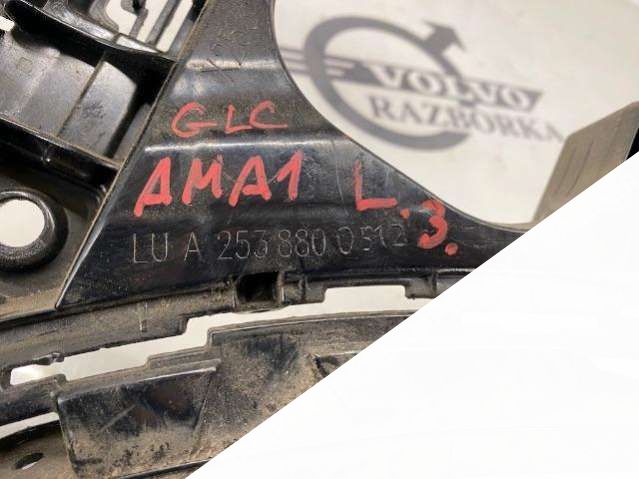 VOLVO
RAZBORKA
GLC
AMA1 L.3.
LU A 253 880 0512